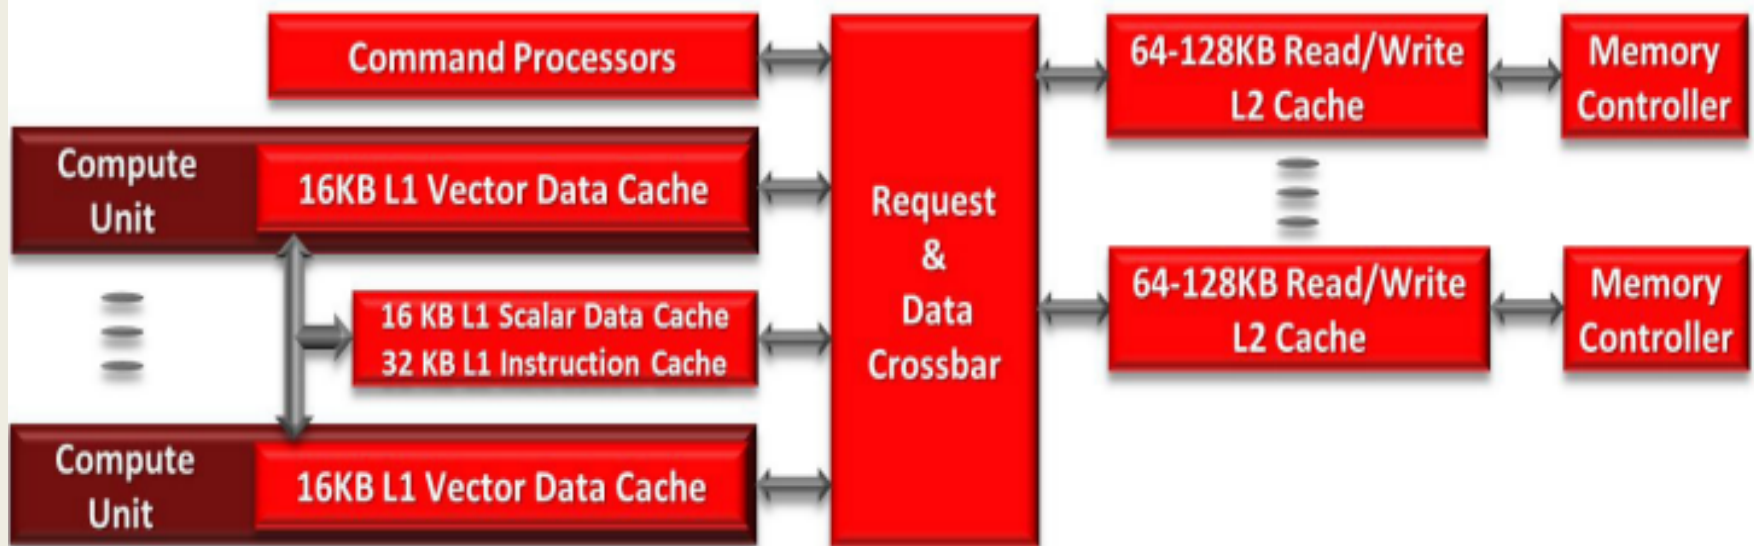 Command Processors
Compute
Unit
16KB L1 Vector Data Cache
16 KB L1 Scalar Data Cache
32 KB L1 Instruction Cache
Compute
Unit
16KB L1 Vector Data Cache
Request
&
Data
Crossbar
64-128KB Read/Write
L2 Cache
Memory
Controller
64-128KB Read/Write
L2 Cache
Memory
Controller